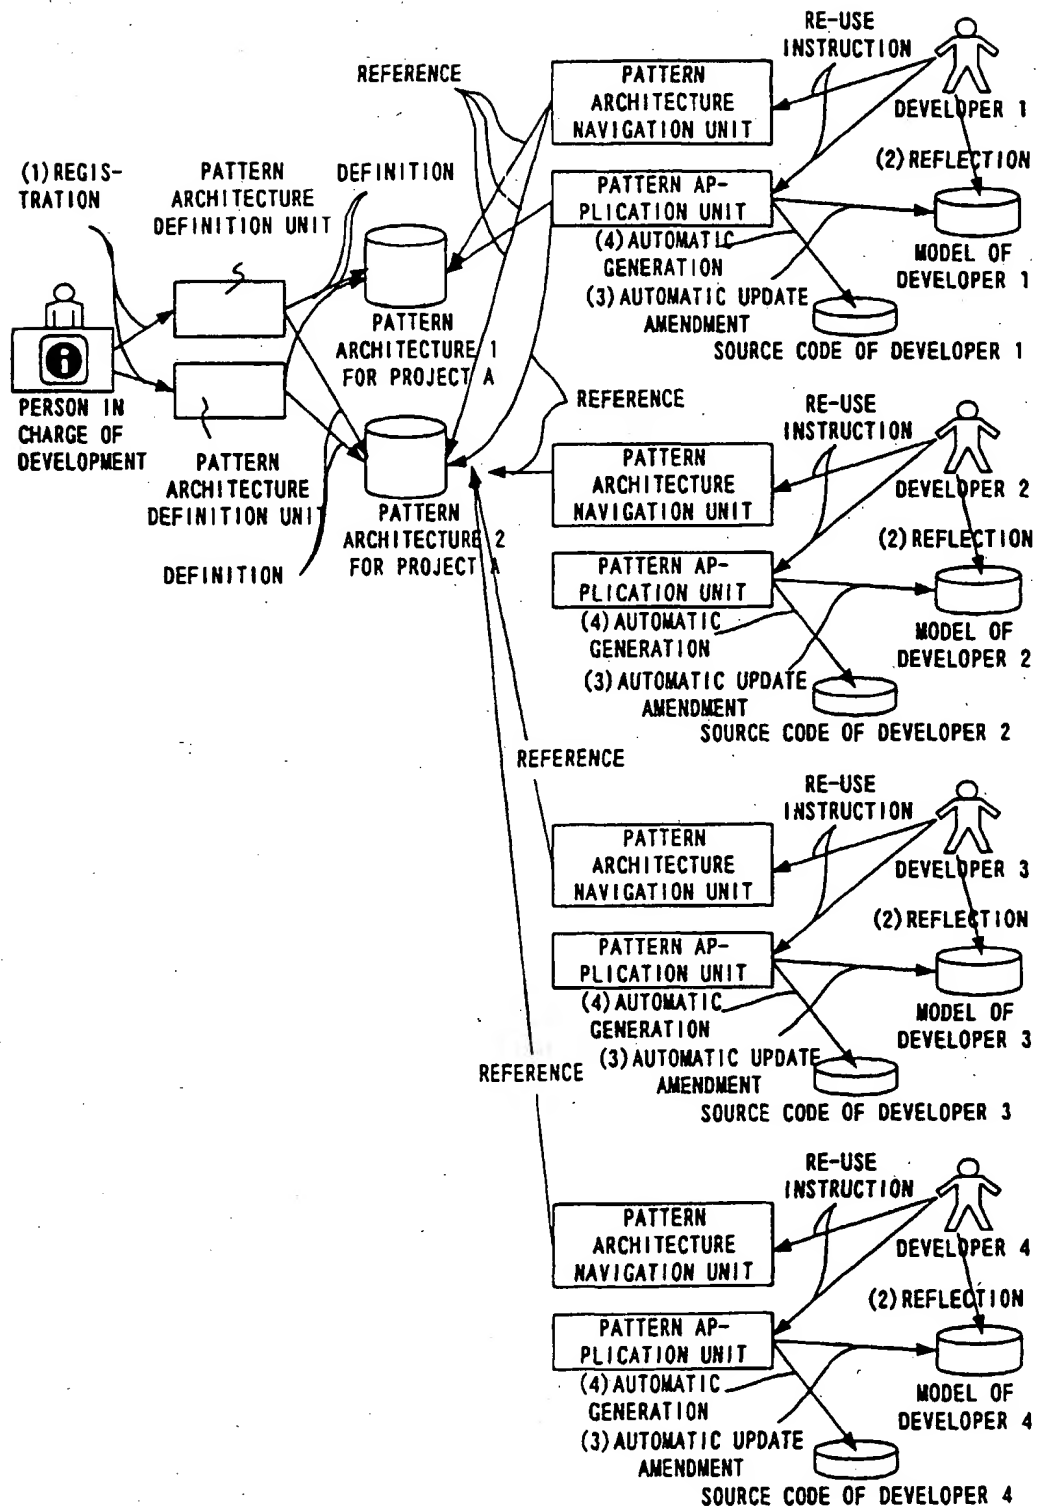 RE-USE
INSTRUCTION
REFERENCE
PATTERN
ARCHITECTURE
NAVIGATION UNIT
DEVELOPER 1
(1)REGIS-
TRATION
PATTERN
ARCHITECTURE
DEFINITION UNIT
DEFINITION
(2)REFLECTION
PATTERN AP-
PLICATION UNIT
(4)AUTOMATIC
GENERATION
MODEL OF
DEVELOPER 1
(3)AUTOMATIC UPDATE
AMENDMENT
SOURCE CODE OF DEVELOPER 1
i
PATTERN
ARCHITECTURE 1
FOR PROJECT A
PERSON IN
CHARGE OF
DEVELOPMENT
PATTERN
ARCHITECTURE
DEFINITION UNIT
DEFINITION
PATTERN
ARCHITECTURE 2
FOR PROJECT A
REFERENCE
RE-USE
INSTRUCTION
PATTERN
ARCHITECTURE
NAVIGATION UNIT
DEVELOPER 2
(2)REFLECTION
PATTERN AP-
PLICATION UNIT
(4)AUTOMATIC
GENERATION
MODEL OF
DEVELOPER 2
(3)AUTOMATIC UPDATE
AMENDMENT
SOURCE CODE OF DEVELOPER 2
REFERENCE
RE-USE
INSTRUCTION
PATTERN
ARCHITECTURE
NAVIGATION UNIT
DEVELOPER 3
(2)REFLECTION
PATTERN AP-
PLICATION UNIT
(4)AUTOMATIC
GENERATION
MODEL OF
DEVELOPER 3
(3)AUTOMATIC UPDATE
AMENDMENT
SOURCE CODE OF DEVELOPER 3
REFERENCE
RE-USE
INSTRUCTION
PATTERN
ARCHITECTURE
NAVIGATION UNIT
DEVELOPER 4
(2)REFLECTION
PATTERN AP-
PLICATION UNIT
(4)AUTOMATIC
GENERATION
MODEL OF
DEVELOPER 4
(3)AUTOMATIC UPDATE
AMENDMENT
SOURCE CODE OF DEVELOPER 4